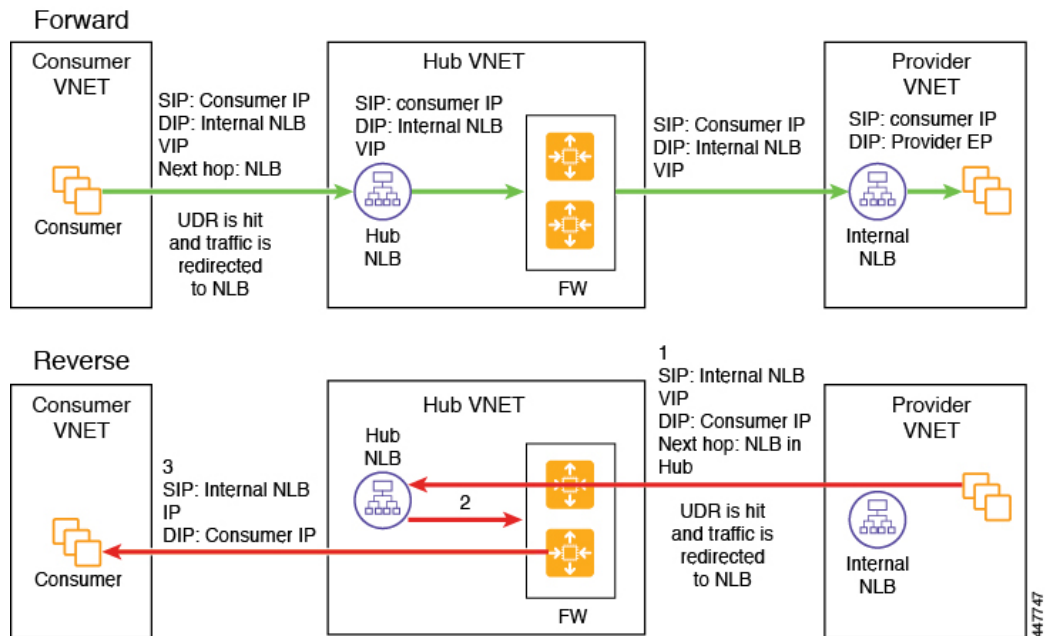 Forward
Consumer
VNET
SIP: Consumer IP
DIP: Internal NLB
VIP
Next hop: NLB
Consumer
UDR is hit
and traffic is
redirected
to NLB
Hub VNET
SIP: consumer IP
DIP: Internal NLB
VIP
Hub
NLB
FW
SIP: Consumer IP
DIP: Internal NLB
VIP
Provider
VNET
SIP: consumer IP
DIP: Provider EP
Internal
NLB
Reverse
Consumer
VNET
3
SIP: Internal NLB
IP
DIP: Consumer IP
Consumer
Hub VNET
Hub
NLB
2
FW
1
SIP: Internal NLB
VIP
DIP: Consumer IP
Next hop: NLB in
Hub
UDR is hit
and traffic is
redirected
to NLB
Provider
VNET
Internal
NLB
447747